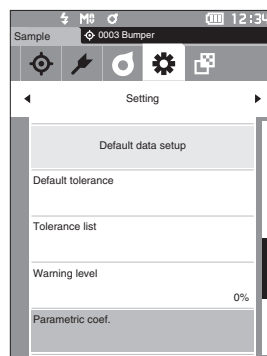 12:34
Sample
0003 Bumper
Setting
Default data setup
Default tolerance
Tolerance list
Warning level
0%
Parametric coef.